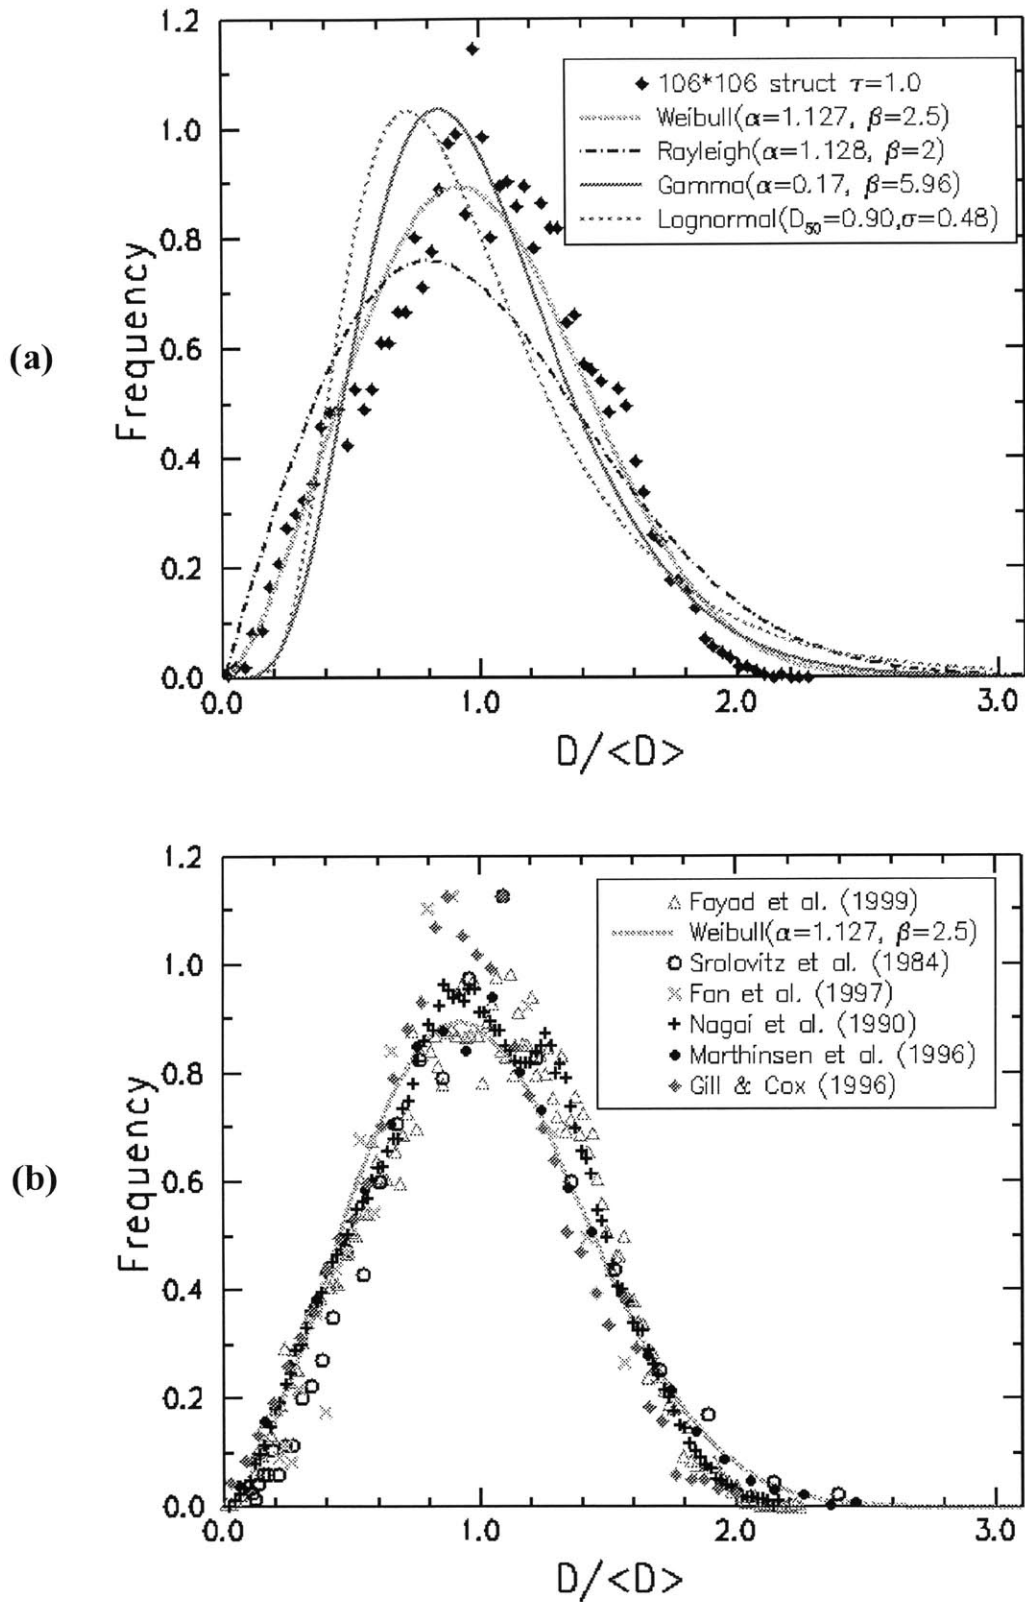 (a)
Frequency
1.2
1.0
0.8
0.6
0.4
0.2
0.0
0.0 1.0 2.0 3.0
D/<D>
106*106 struct τ=1.0
Weibull(α=1.127, β=2.5)
Rayleigh(α=1.128, β=2)
Gamma(α=0.17, β=5.96)
Lognormal(D₅₀=0.90,σ=0.48)
(b)
Frequency
1.2
1.0
0.8
0.6
0.4
0.2
0.0
0.0 1.0 2.0 3.0
D/<D>
Fayad et al. (1999)
Weibull(α=1.127, β=2.5)
Srolovitz et al. (1984)
Fan et al. (1997)
Nagai et al. (1990)
Marthinsen et al. (1996)
Gill & Cox (1996)